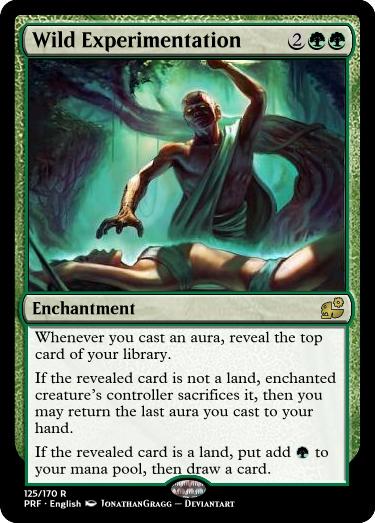 Wild Experimentation 2
Enchantment
Whenever you cast an aura, reveal the top
card of your library.
If the revealed card is not a land, enchanted
creature's controller sacrifices it, then you
may return the last aura you cast to your
hand.
If the revealed card is a land, put add to
your mana pool, then draw a card.
125/170 R
PRF • English JonathanGragg – Deviantart